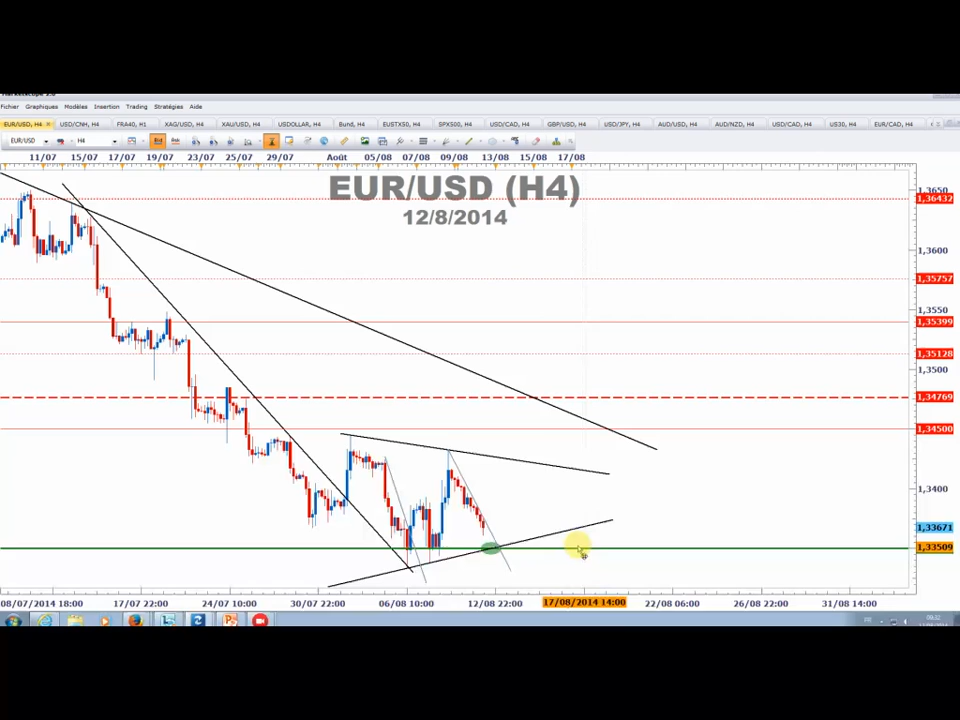 Marketscope 2.0
Fichier Graphiques Modèles Insertion Trading Stratégies Aide
EUR/USD, H4 USD/CNH, H4 FRA40, H1 XAG/USD, H4 XAU/USD, H4 USDOLLAR, H4 Bund, H4 EUSTX50, H4 SPX500, H4 USD/CAD, H4 GBP/USD, H4 USD/JPY, H4 AUD/USD, H4 AUD/NZD, H4 USD/CAD, H4 US30, H4 EUR/CAD, H4
EUR/USD H4
11/07 15/07 17/07 19/07 23/07 25/07 29/07 Août 05/08 07/08 09/08 13/08 15/08 17/08
EUR/USD (H4)
12/8/2014
1,3650
1,36432
1,3600
1,35757
1,3550
1,35399
1,35128
1,3500
1,34769
1,34500
1,3400
1,33671
1,33509
08/07/2014 18:00 17/07 22:00 24/07 10:00 30/07 22:00 06/08 10:00 12/08 22:00 17/08/2014 14:00 22/08 06:00 26/08 22:00 31/08 14:00
FR 09:32